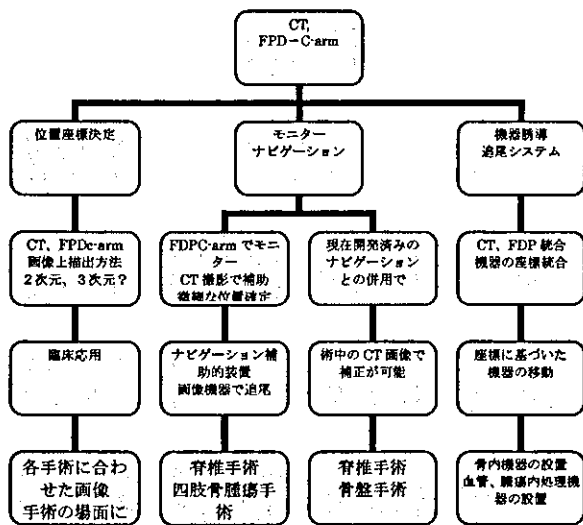 CT,
FPD－C-arm
位置座標決定
モニター
ナビゲーション
機器誘導
追尾システム
CT、FPDc-arm
画像上描出方法
2次元、3次元？
FDPC-armでモニター
CT撮影で補助
微細な位置確定
現在開発済みの
ナビゲーション
との併用で
CT、FDP統合
機器の座標統合
臨床応用
ナビゲーション補
助的装置
画像機器で追尾
術中のCT画像で
補正が可能
座標に基づいた
機器の移動
各手術に合わ
せた画像
手術の場面に
脊椎手術
四肢骨腫瘍手
術
脊椎手術
骨盤手術
骨内機器の設置
血管、腫瘍内処理機
器の設置